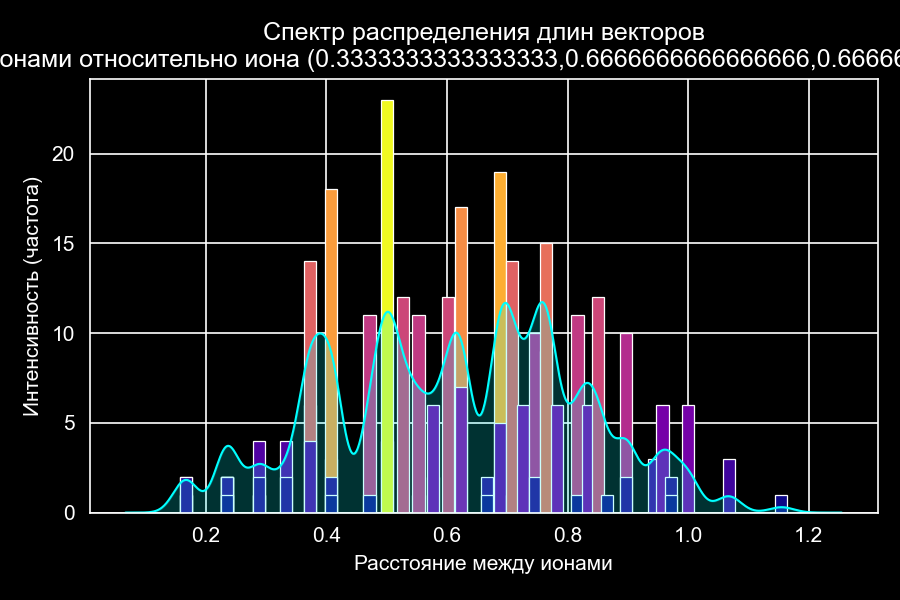 Спектр распределения длин векторов
онами относительно иона (0.3333333333333333,0.6666666666666666,0.66666
Интенсивность (частота)
20
15
10
5
0
0.2 0.4 0.6 0.8 1.0 1.2
Расстояние между ионами